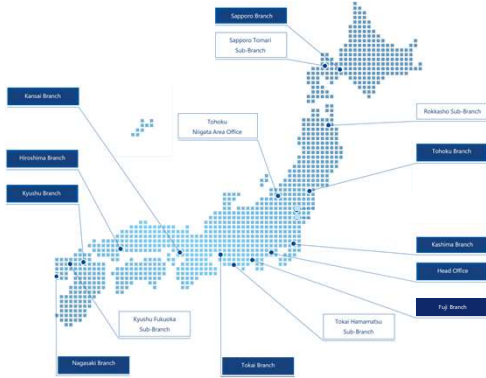 Sapporo Branch
Sapporo Tomari
Sub-Branch
Kansai Branch
Rokkasho Sub-Branch
Tohoku
Niigata Area Office
Hiroshima Branch
Tohoku Branch
Kyushu Branch
Kashima Branch
Head Office
Fuji Branch
Kyushu Fukuoka
Sub-Branch
Tokai Hamamatsu
Sub-Branch
Nagasaki Branch
Tokai Branch